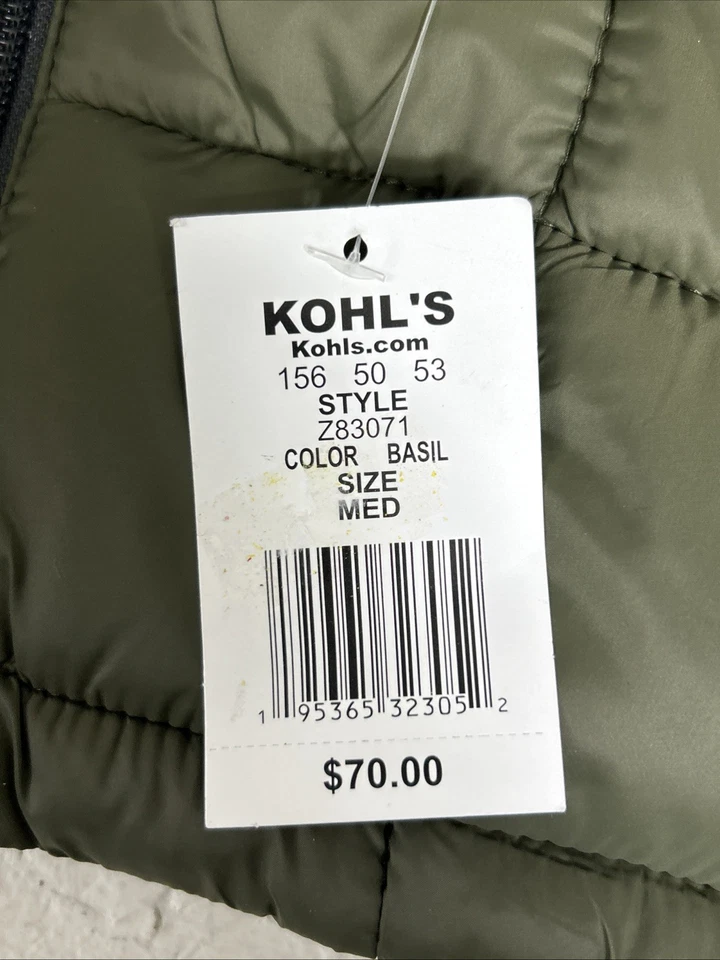 KOHL'S
Kohls.com
156 50 53
STYLE
Z83071
COLOR BASIL
SIZE
MED
1 95365 32305 2
$70.00